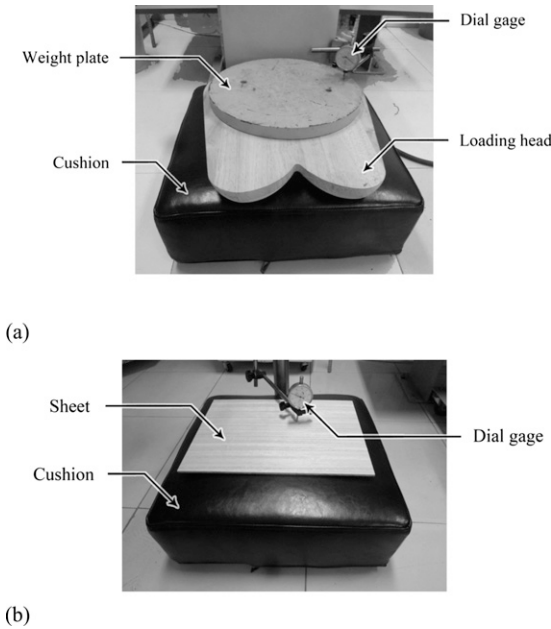 Dial gage
Weight plate
Loading head
Cushion
(a)
Sheet
Dial gage
Cushion
(b)